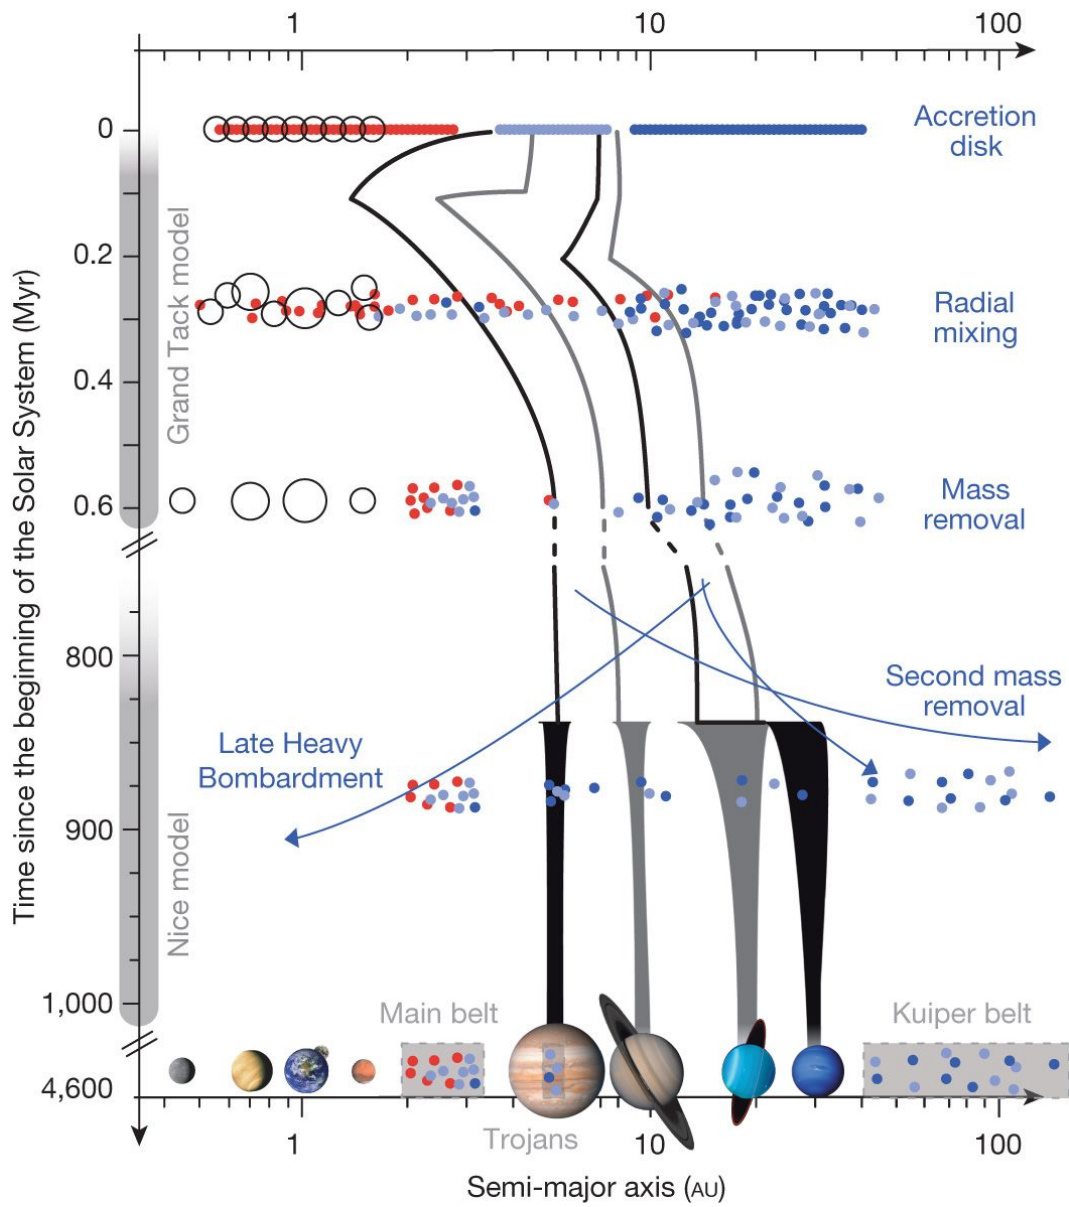 1 10 100
0
Accretion
disk
0.2
Radial
mixing
0.4
Grand Tack model
Mass
removal
0.6
Time since the beginning of the Solar System (Myr)
800
Second mass
removal
Late Heavy
Bombardment
900
Nice model
1,000
Main belt
Kuiper belt
4,600
Trojans
1 10 100
Semi-major axis (AU)